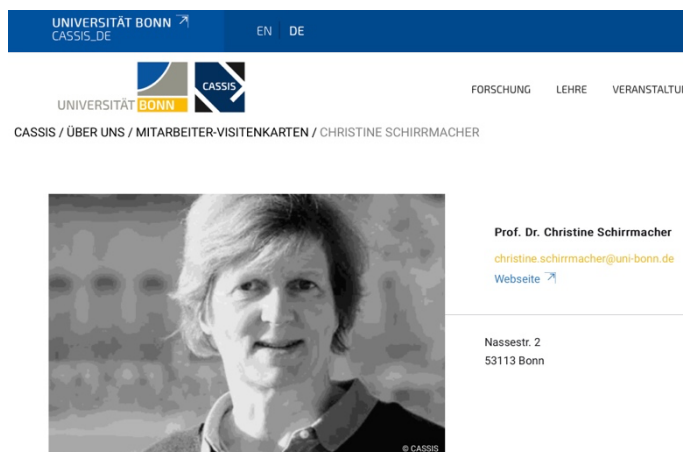 UNIVERSITÄT BONN
CASSIS_DE
EN DE
UNIVERSITÄT BONN
CASSIS
FORSCHUNG LEHRE VERANSTALTU
CASSIS / ÜBER UNS / MITARBEITER-VISITENKARTEN / CHRISTINE SCHIRRMACHER
Prof. Dr. Christine Schirrmacher
christine.schirrmacher@uni-bonn.de
Webseite
Nassestr. 2
53113 Bonn
© CASSIS